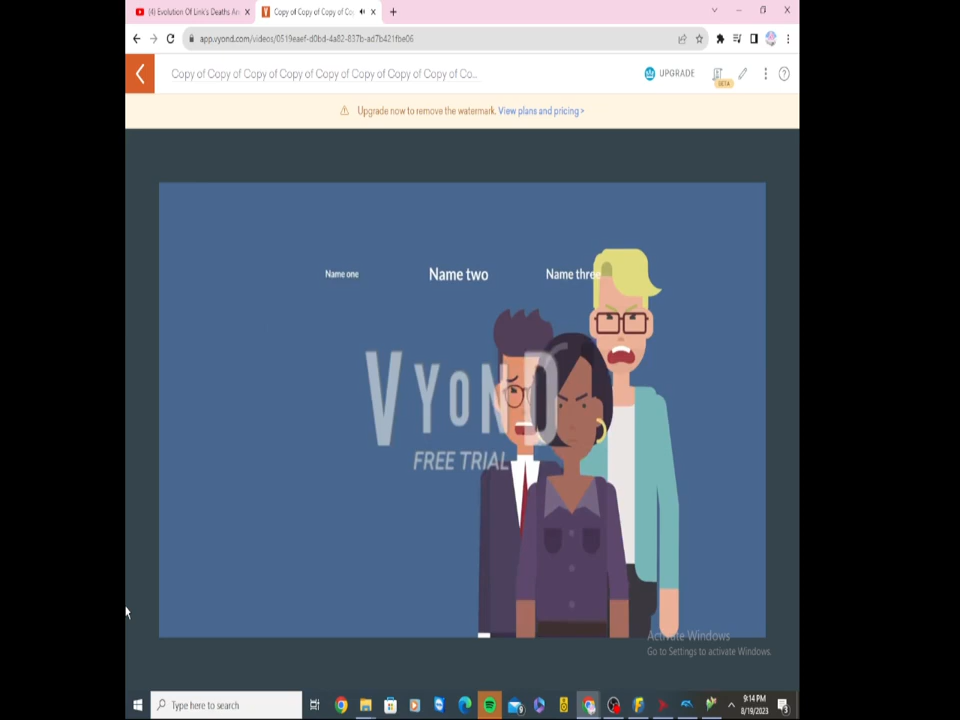 (4) Evolution Of Link's Deaths An
Copy of Copy of Copy of Co
app.vyond.com/videos/0519eaef-d0bd-4a82-837b-ad7b421fbe06
Copy of Copy of Copy of Copy of Copy of Copy of Copy of Copy of Co...
UPGRADE
BETA
Upgrade now to remove the watermark. View plans and pricing >
Name one
Name two
Name three
VYOND
FREE TRIAL
Activate Windows
Go to Settings to activate Windows.
Type here to search
9:14 PM
8/19/2023